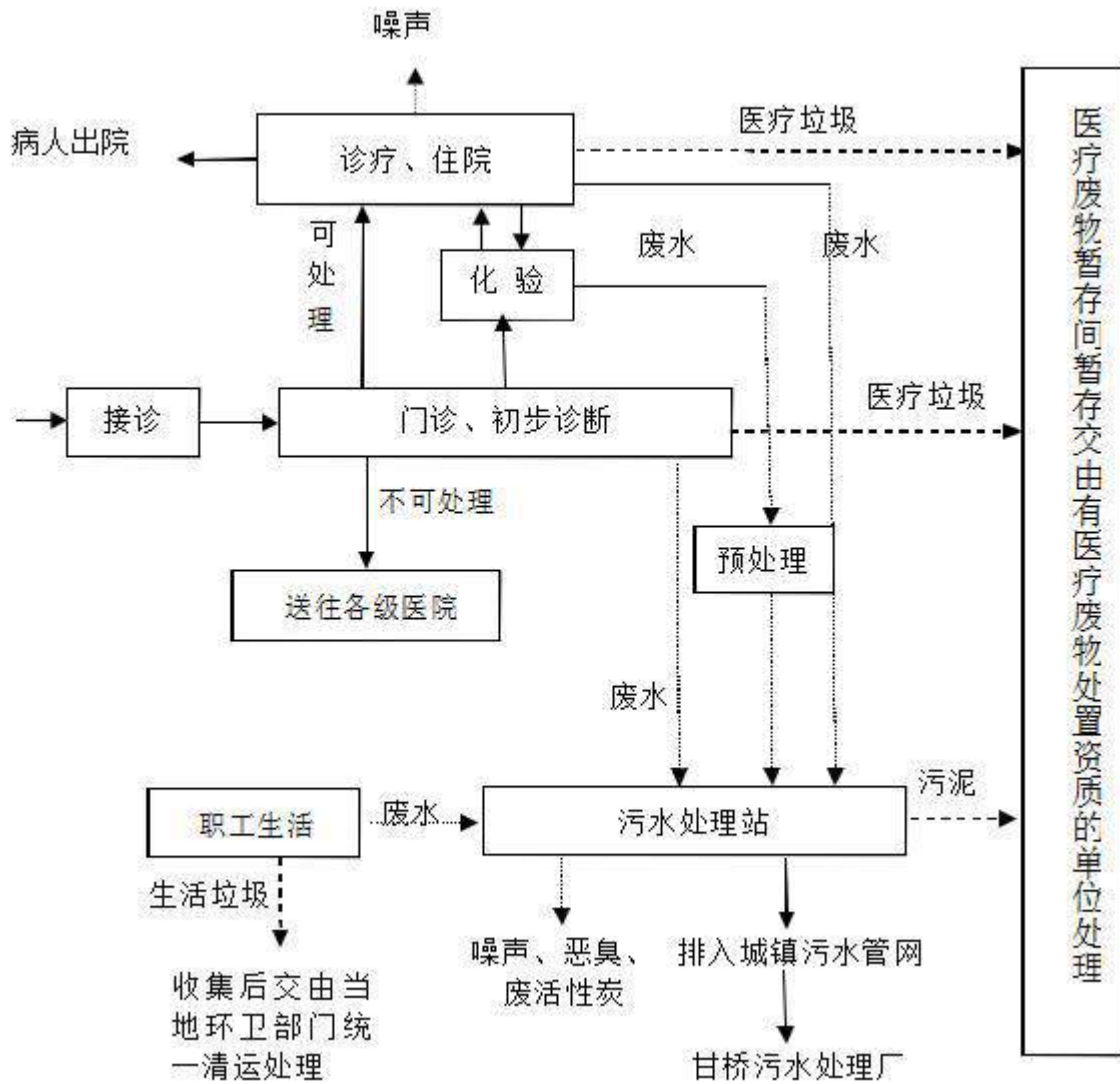 噪声
病人出院
诊疗、住院
医疗垃圾
可处理
化 验
废水
废水
接诊
门诊、初步诊断
医疗垃圾
不可处理
预处理
送往各级医院
废水
职工生活
废水
污水处理站
污泥
生活垃圾
噪声、恶臭、
废活性炭
排入城镇污水管网
收集后交由当
地环卫部门统
一清运处理
甘桥污水处理厂
医疗废物暂存间暂存交由有医疗废物处置资质的单位处理